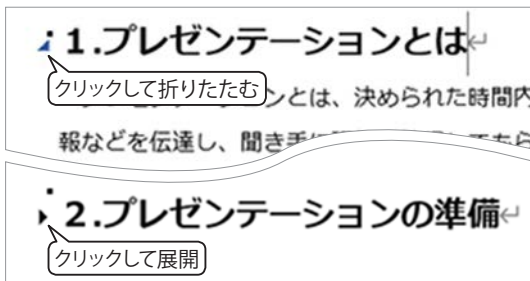 1.プレゼンテーションとは↵
クリックして折りたたむ
ンとは、決められた時間内
報などを伝達し、聞き手に
2.プレゼンテーションの準備↵
クリックして展開